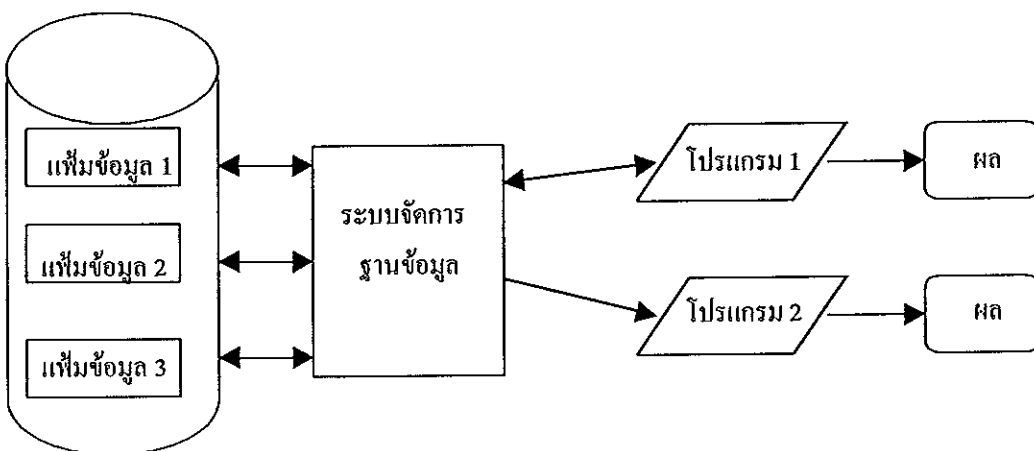 แฟ้มข้อมูล 1
แฟ้มข้อมูล 2
แฟ้มข้อมูล 3
ระบบจัดการ
ฐานข้อมูล
โปรแกรม 1
ผล
โปรแกรม 2
ผล